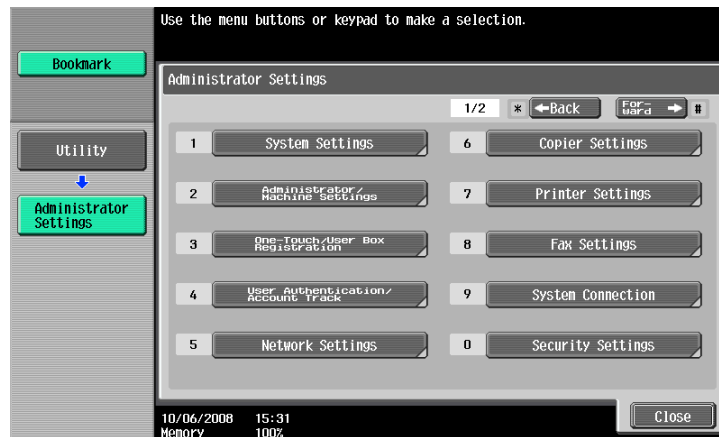 Use the menu buttons or keypad to make a selection.
Bookmark
Utility
Administrator
Settings
Administrator Settings
1/2 * ←Back For-
ward → #
1 System Settings
2 Administrator/
Machine Settings
3 One-Touch/User Box
Registration
4 User Authentication/
Account Track
5 Network Settings
6 Copier Settings
7 Printer Settings
8 Fax Settings
9 System Connection
0 Security Settings
10/06/2008 15:31
Memory 100%
Close